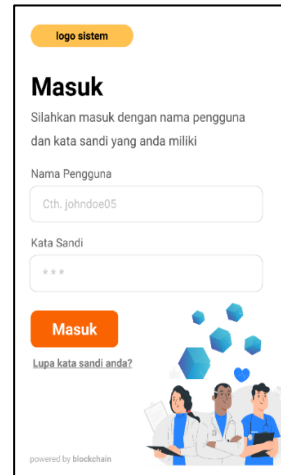 logo sistem
Masuk
Silahkan masuk dengan nama pengguna
dan kata sandi yang anda miliki
Nama Pengguna
Cth. johndoe05
Kata Sandi
***
Masuk
Lupa kata sandi anda?
powered by blockchain